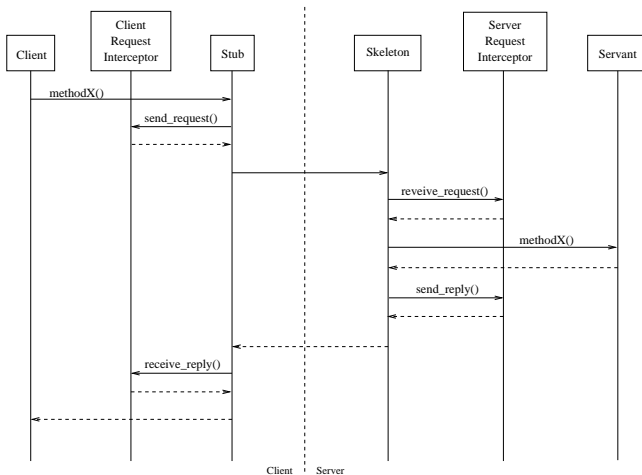 Client
Request
Interceptor
Server
Request
Interceptor
Client
Stub
Skeleton
Servant
methodX()
send_request()
reveive_request()
methodX()
send_reply()
receive_reply()
Client
Server